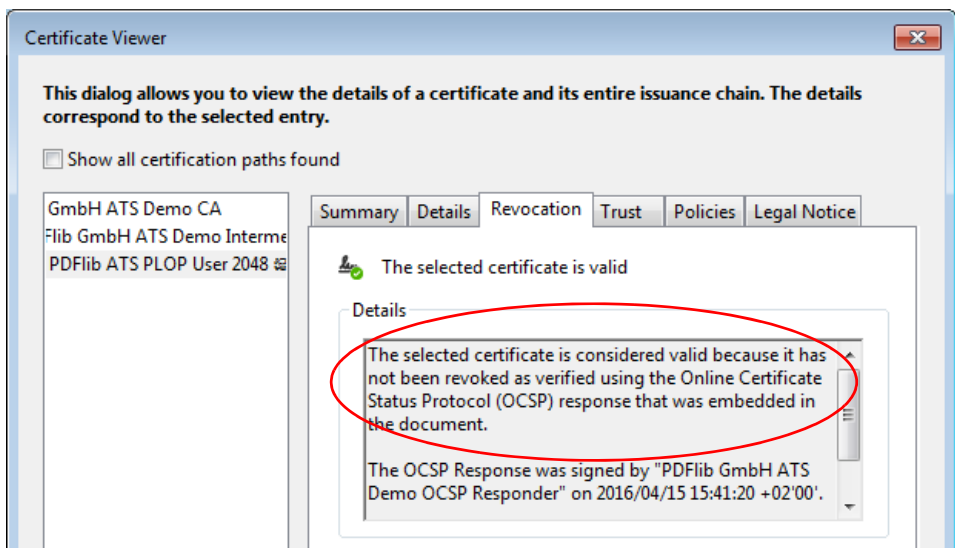 Certificate Viewer
This dialog allows you to view the details of a certificate and its entire issuance chain. The details
correspond to the selected entry.
Show all certification paths found
GmbH ATS Demo CA
Flib GmbH ATS Demo Interme
PDFlib ATS PLOP User 2048
Summary Details Revocation Trust Policies Legal Notice
The selected certificate is valid
Details
The selected certificate is considered valid because it has
not been revoked as verified using the Online Certificate
Status Protocol (OCSP) response that was embedded in
the document.
The OCSP Response was signed by "PDFlib GmbH ATS
Demo OCSP Responder" on 2016/04/15 15:41:20 +02'00'.